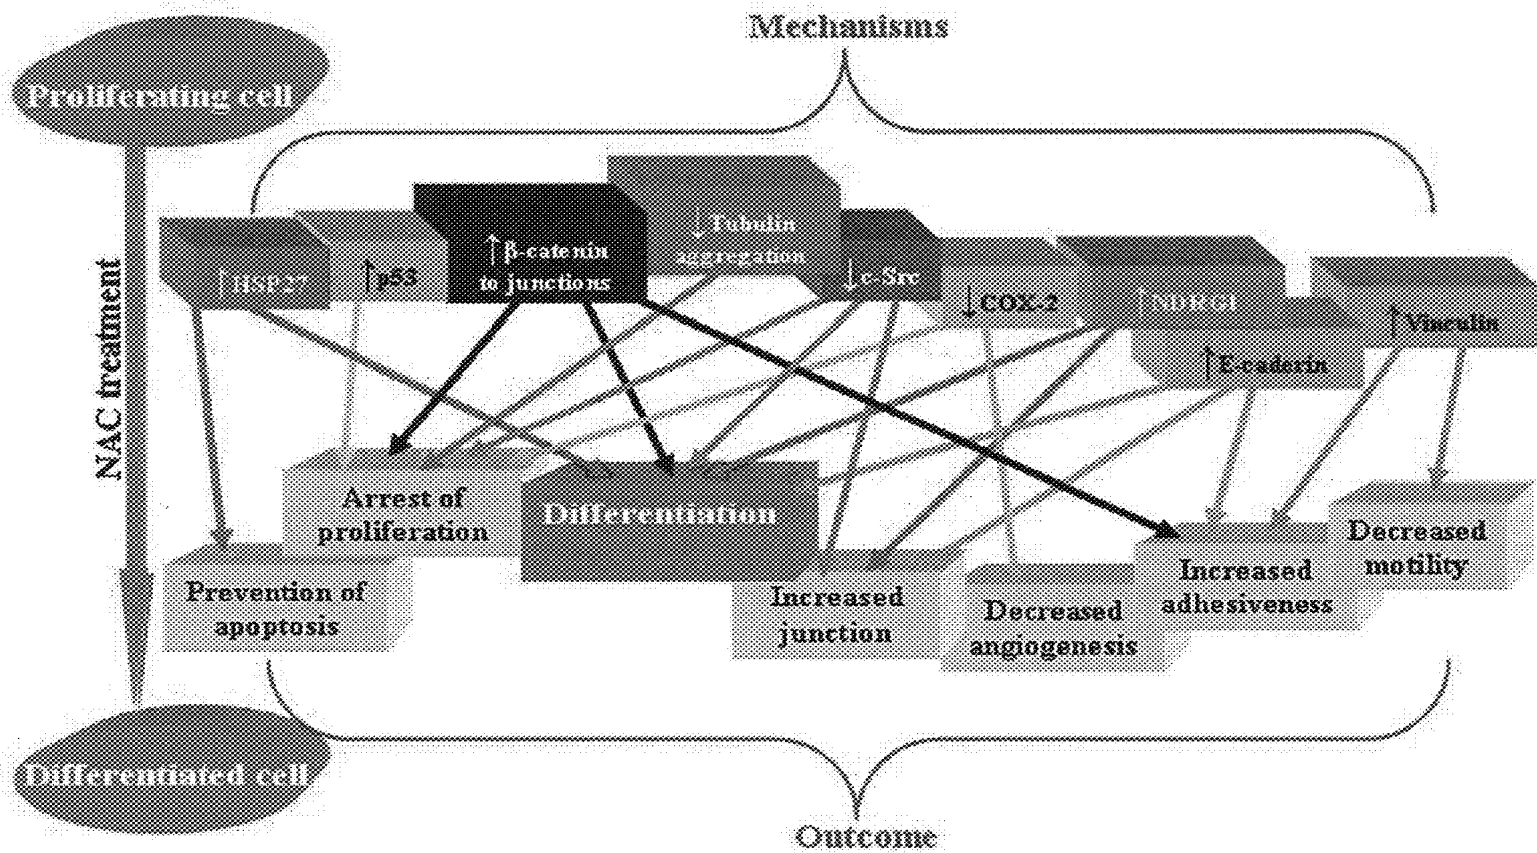 Mechanisms
Proliferating cell
NAC treatment
↑HSP27
↑p53
↑β-catenin
to junctions
↓Tubulin
aggregation
↓c-Src
↓COX-2
↑E-caderin
↑Vinculin
Arrest of
proliferation
Differentiation
Decreased
motility
Prevention of
apoptosis
Increased
junction
Decreased
angiogenesis
Increased
adhesiveness
Differentiated cell
Outcome